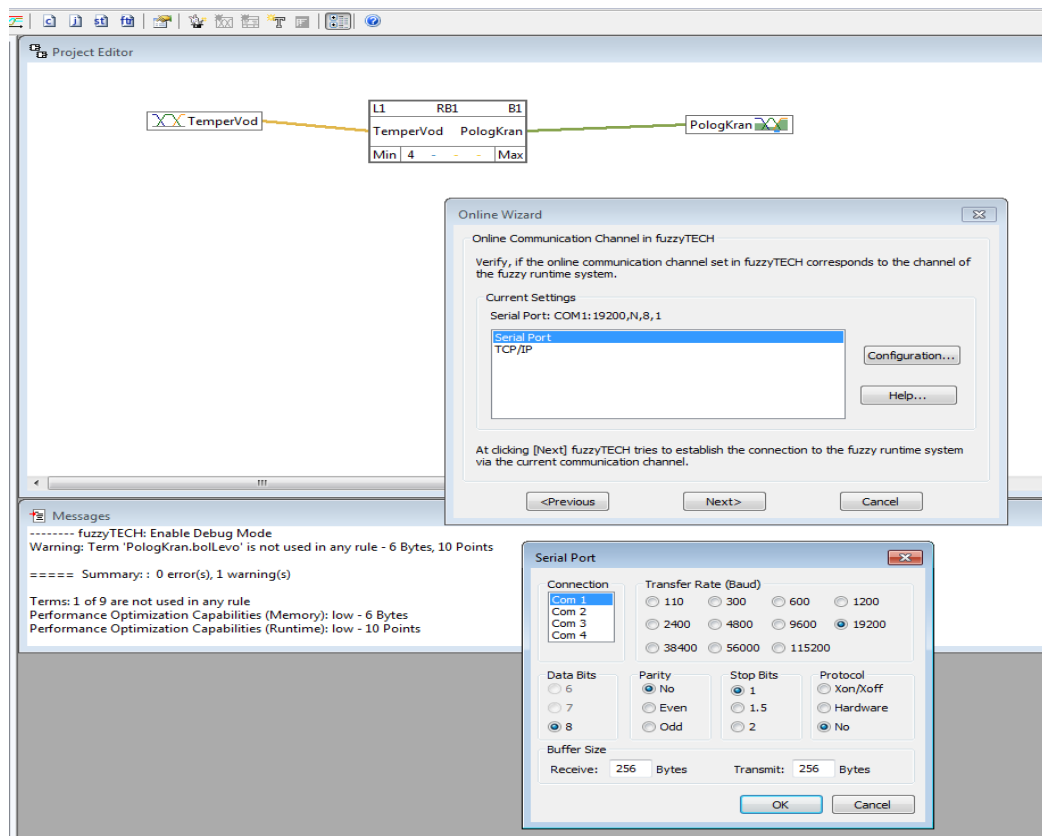 c j st ftl
Project Editor
TemperVod
L1 RB1 B1
TemperVod PologKran
Min 4 - - - Max
PologKran
Online Wizard
Online Communication Channel in fuzzyTECH
Verify, if the online communication channel set in fuzzyTECH corresponds to the channel of
the fuzzy runtime system.
Current Settings
Serial Port: COM1:19200,N,8,1
Serial Port
TCP/IP
Configuration...
Help...
At clicking [Next] fuzzyTECH tries to establish the connection to the fuzzy runtime system
via the current communication channel.
<Previous Next> Cancel
Messages
-------- fuzzyTECH: Enable Debug Mode
Warning: Term 'PologKran.bolLevo' is not used in any rule - 6 Bytes, 10 Points
===== Summary: : 0 error(s), 1 warning(s)
Terms: 1 of 9 are not used in any rule
Performance Optimization Capabilities (Memory): low - 6 Bytes
Performance Optimization Capabilities (Runtime): low - 10 Points
Serial Port
Connection
Com 1
Com 2
Com 3
Com 4
Transfer Rate (Baud)
110 300 600 1200
2400 4800 9600 19200
38400 56000 115200
Data Bits
6
7
8
Parity
No
Even
Odd
Stop Bits
1
1.5
2
Protocol
Xon/Xoff
Hardware
No
Buffer Size
Receive: 256 Bytes Transmit: 256 Bytes
OK Cancel